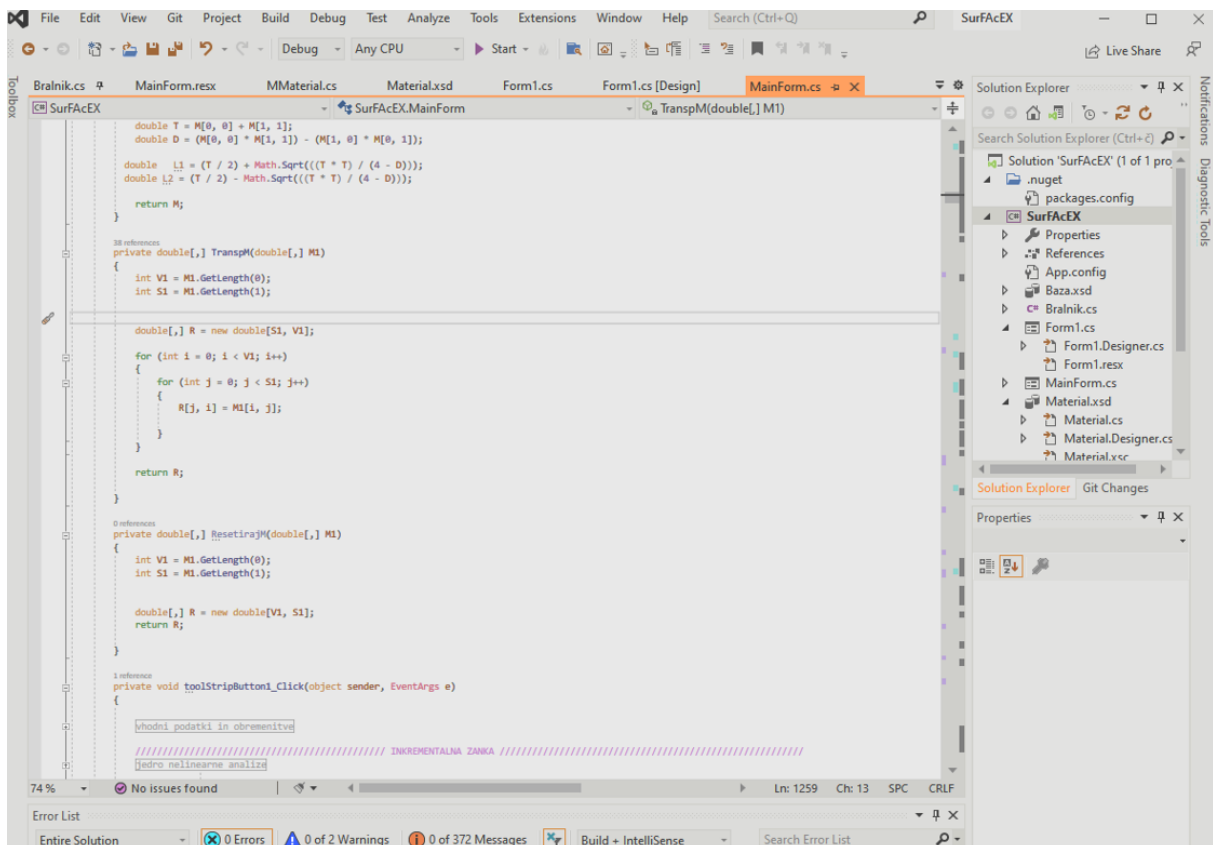 File Edit View Git Project Build Debug Test Analyze Tools Extensions Window Help Search (Ctrl+Q) SurFAcEX
Debug Any CPU Start Live Share
Toolbox
Bralnik.cs MainForm.resx MMaterial.cs Material.xsd Form1.cs Form1.cs [Design] MainForm.cs
C# SurFAcEX SurFAcEX.MainForm TranspM(double[,] M1)
double T = M[0, 0] + M[1, 1];
double D = (M[0, 0] * M[1, 1]) - (M[1, 0] * M[0, 1]);
double L1 = (T / 2) + Math.Sqrt(((T * T) / (4 - D)));
double L2 = (T / 2) - Math.Sqrt(((T * T) / (4 - D)));
return M;
}
38 references
private double[,] TranspM(double[,] M1)
{
int V1 = M1.GetLength(0);
int S1 = M1.GetLength(1);
double[,] R = new double[S1, V1];
for (int i = 0; i < V1; i++)
{
for (int j = 0; j < S1; j++)
{
R[j, i] = M1[i, j];
}
}
return R;
}
0 references
private double[,] ResetirajM(double[,] M1)
{
int V1 = M1.GetLength(0);
int S1 = M1.GetLength(1);
double[,] R = new double[V1, S1];
return R;
}
1 reference
private void toolStripButton1_Click(object sender, EventArgs e)
{
vhodni podatki in obremenitve
/////////////////////////////////////////////// INKREMENTALNA ZANKA /////////////////////////////////////////////////////////
jedro nelinearne analize
74 % No issues found Ln: 1259 Ch: 13 SPC CRLF
Error List
Entire Solution 0 Errors 0 of 2 Warnings 0 of 372 Messages Build + IntelliSense Search Error List
Solution Explorer
Search Solution Explorer (Ctrl+č)
Solution 'SurFAcEX' (1 of 1 pro
.nuget
packages.config
C# SurFAcEX
Properties
References
App.config
Baza.xsd
C# Bralnik.cs
Form1.cs
Form1.Designer.cs
Form1.resx
MainForm.cs
Material.xsd
Material.cs
Material.Designer.cs
Material.xsc
Solution Explorer Git Changes
Properties
Notifications
Diagnostic Tools